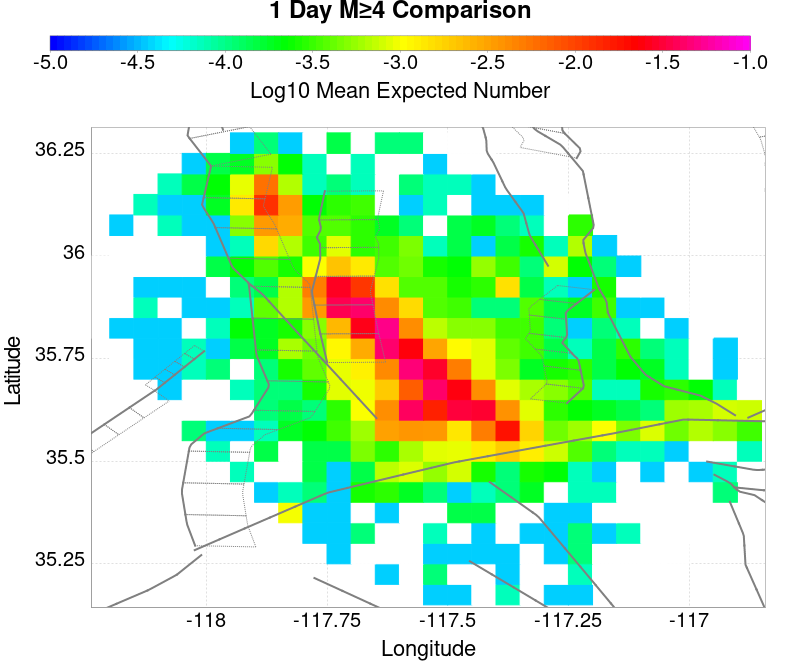 1 Day M≥4 Comparison
-5.0 -4.5 -4.0 -3.5 -3.0 -2.5 -2.0 -1.5 -1.0
Log10 Mean Expected Number
36.25
36
35.75
35.5
35.25
Latitude
-118 -117.75 -117.5 -117.25 -117
Longitude